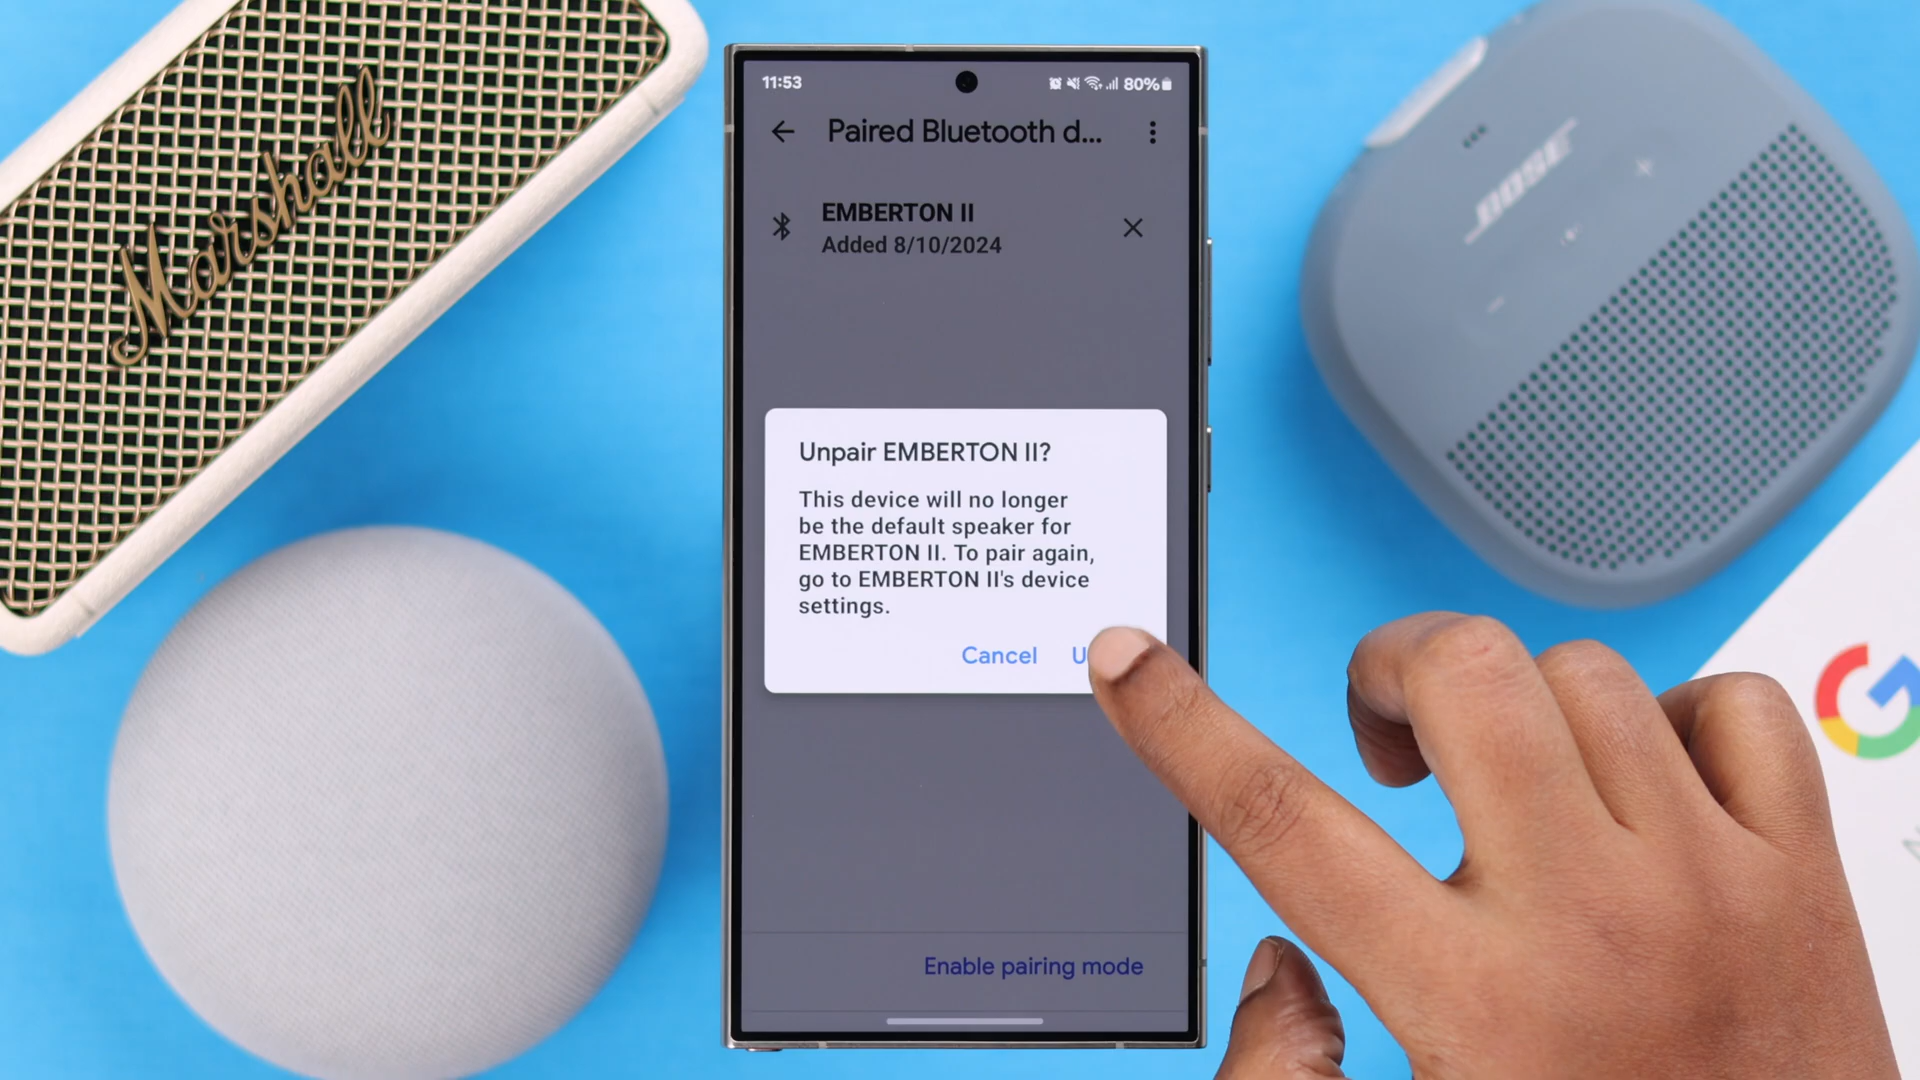 Marshall
BOSE
11:53
80%
Paired Bluetooth d...
EMBERTON II
Added 8/10/2024
Unpair EMBERTON II?
This device will no longer
be the default speaker for
EMBERTON II. To pair again,
go to EMBERTON II's device
settings.
Cancel U
Enable pairing mode
G